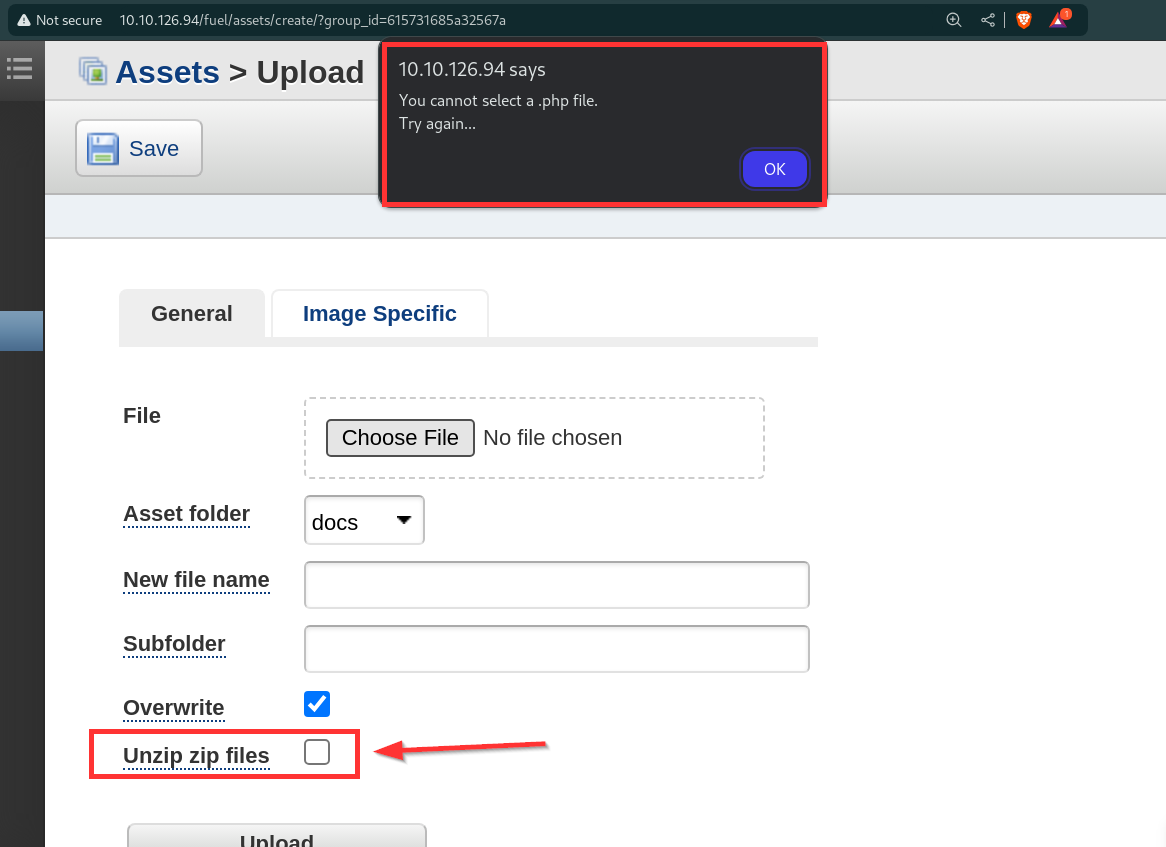 Not secure 10.10.126.94/fuel/assets/create/?group_id=615731685a32567a
1
10.10.126.94 says
You cannot select a .php file.
Try again...
OK
Assets > Upload
Save
General
Image Specific
File
Choose File No file chosen
Asset folder
docs
New file name
Subfolder
Overwrite
Unzip zip files
Upload